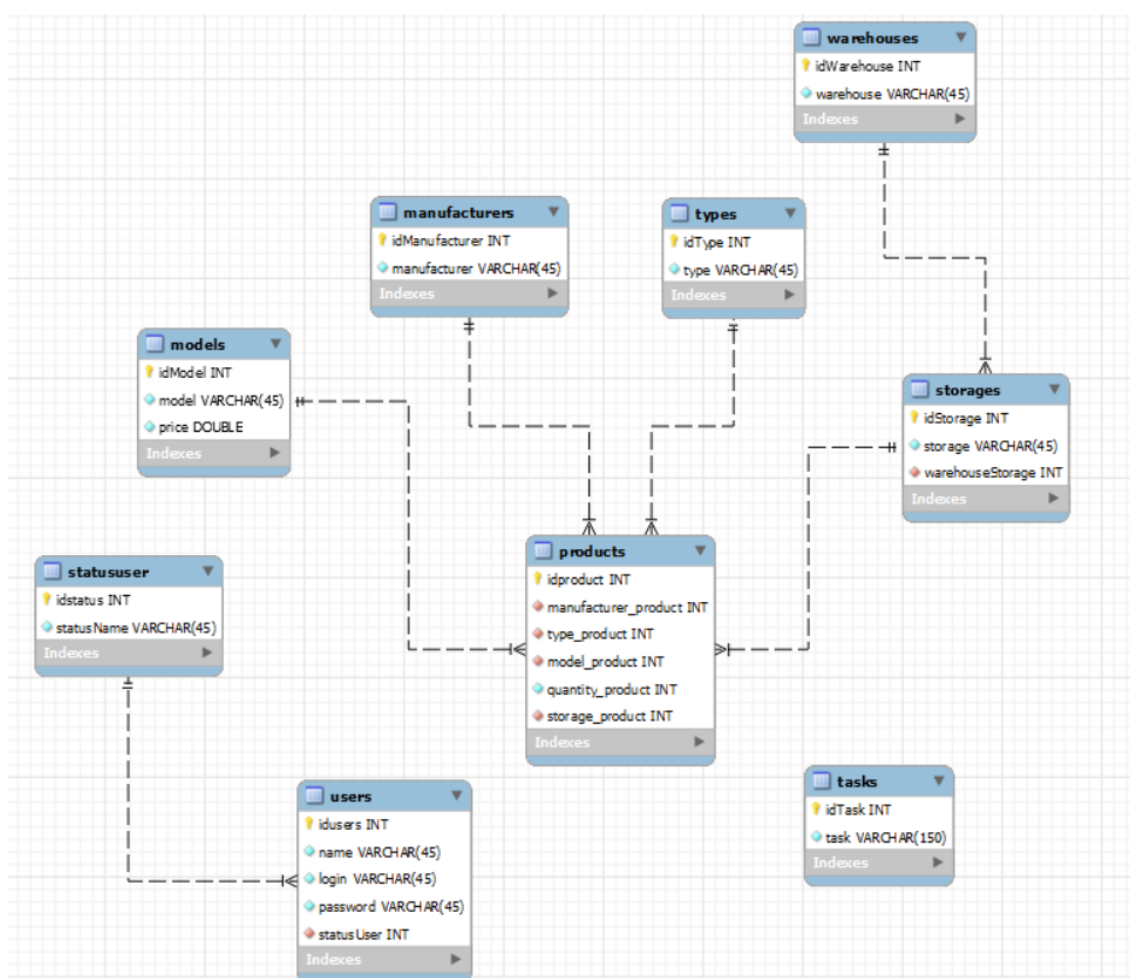 warehouses
idWarehouse INT
warehouse VARCHAR(45)
Indexes
manufacturers
idManufacturer INT
manufacturer VARCHAR(45)
Indexes
types
idType INT
type VARCHAR(45)
Indexes
models
idModel INT
model VARCHAR(45)
price DOUBLE
Indexes
storages
idStorage INT
storage VARCHAR(45)
warehouseStorage INT
Indexes
products
idproduct INT
manufacturer_product INT
type_product INT
model_product INT
quantity_product INT
storage_product INT
Indexes
statususer
idstatus INT
statusName VARCHAR(45)
Indexes
users
idusers INT
name VARCHAR(45)
login VARCHAR(45)
password VARCHAR(45)
statusUser INT
Indexes
tasks
idTask INT
task VARCHAR(150)
Indexes